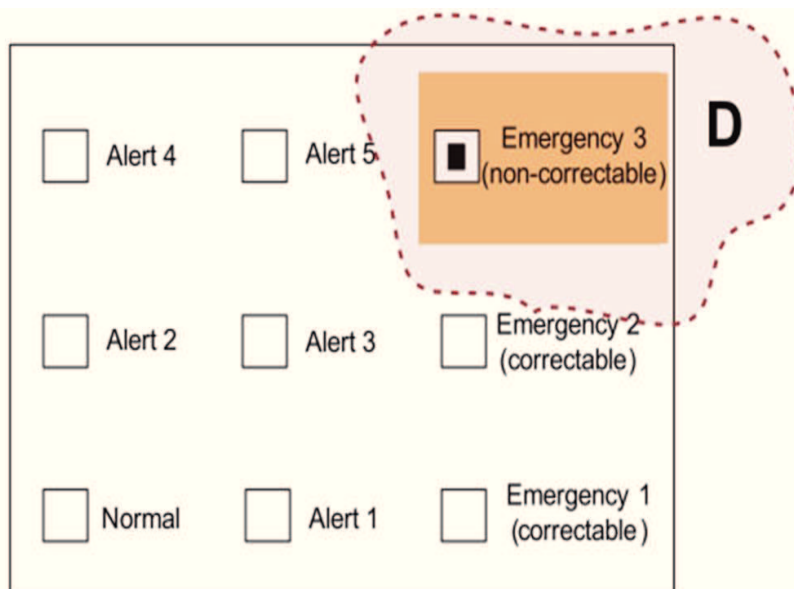 D
Alert 4
Alert 5
Emergency 3
(non-correctable)
Alert 2
Alert 3
Emergency 2
(correctable)
Normal
Alert 1
Emergency 1
(correctable)